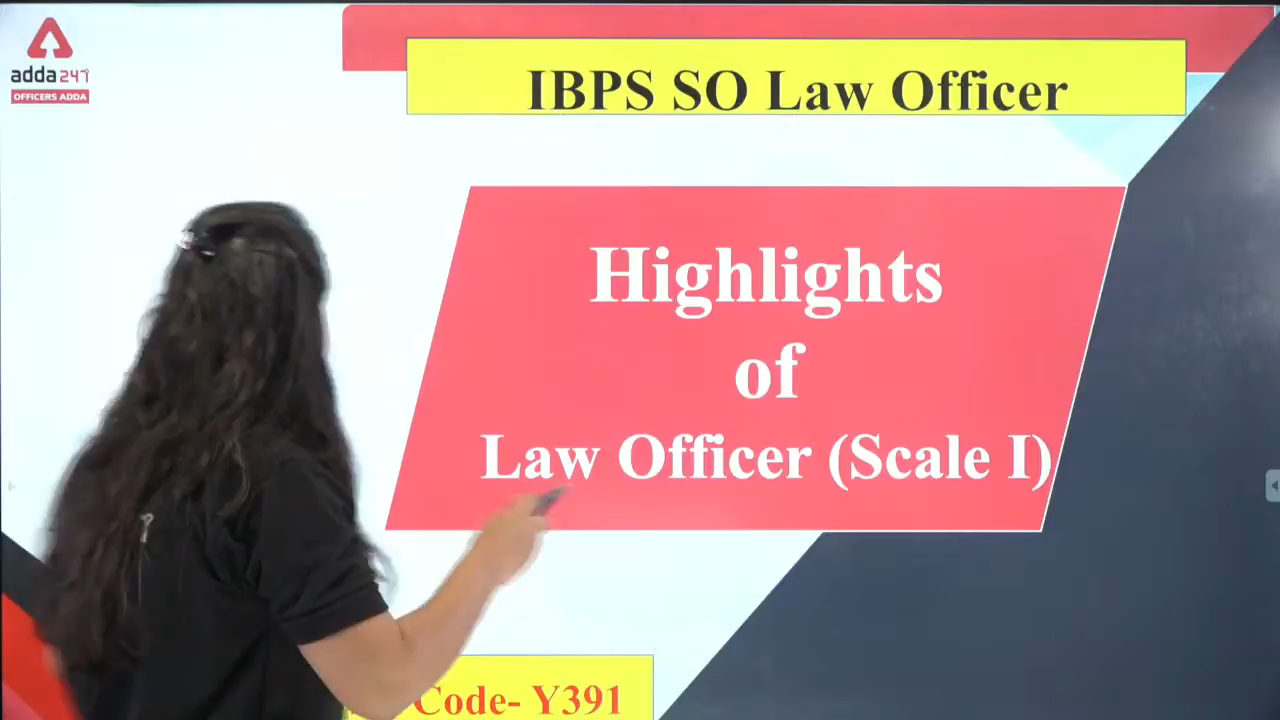 adda247
OFFICERS ADDA
IBPS SO Law Officer
Highlights
of
Law Officer (Scale I)
Code- Y391